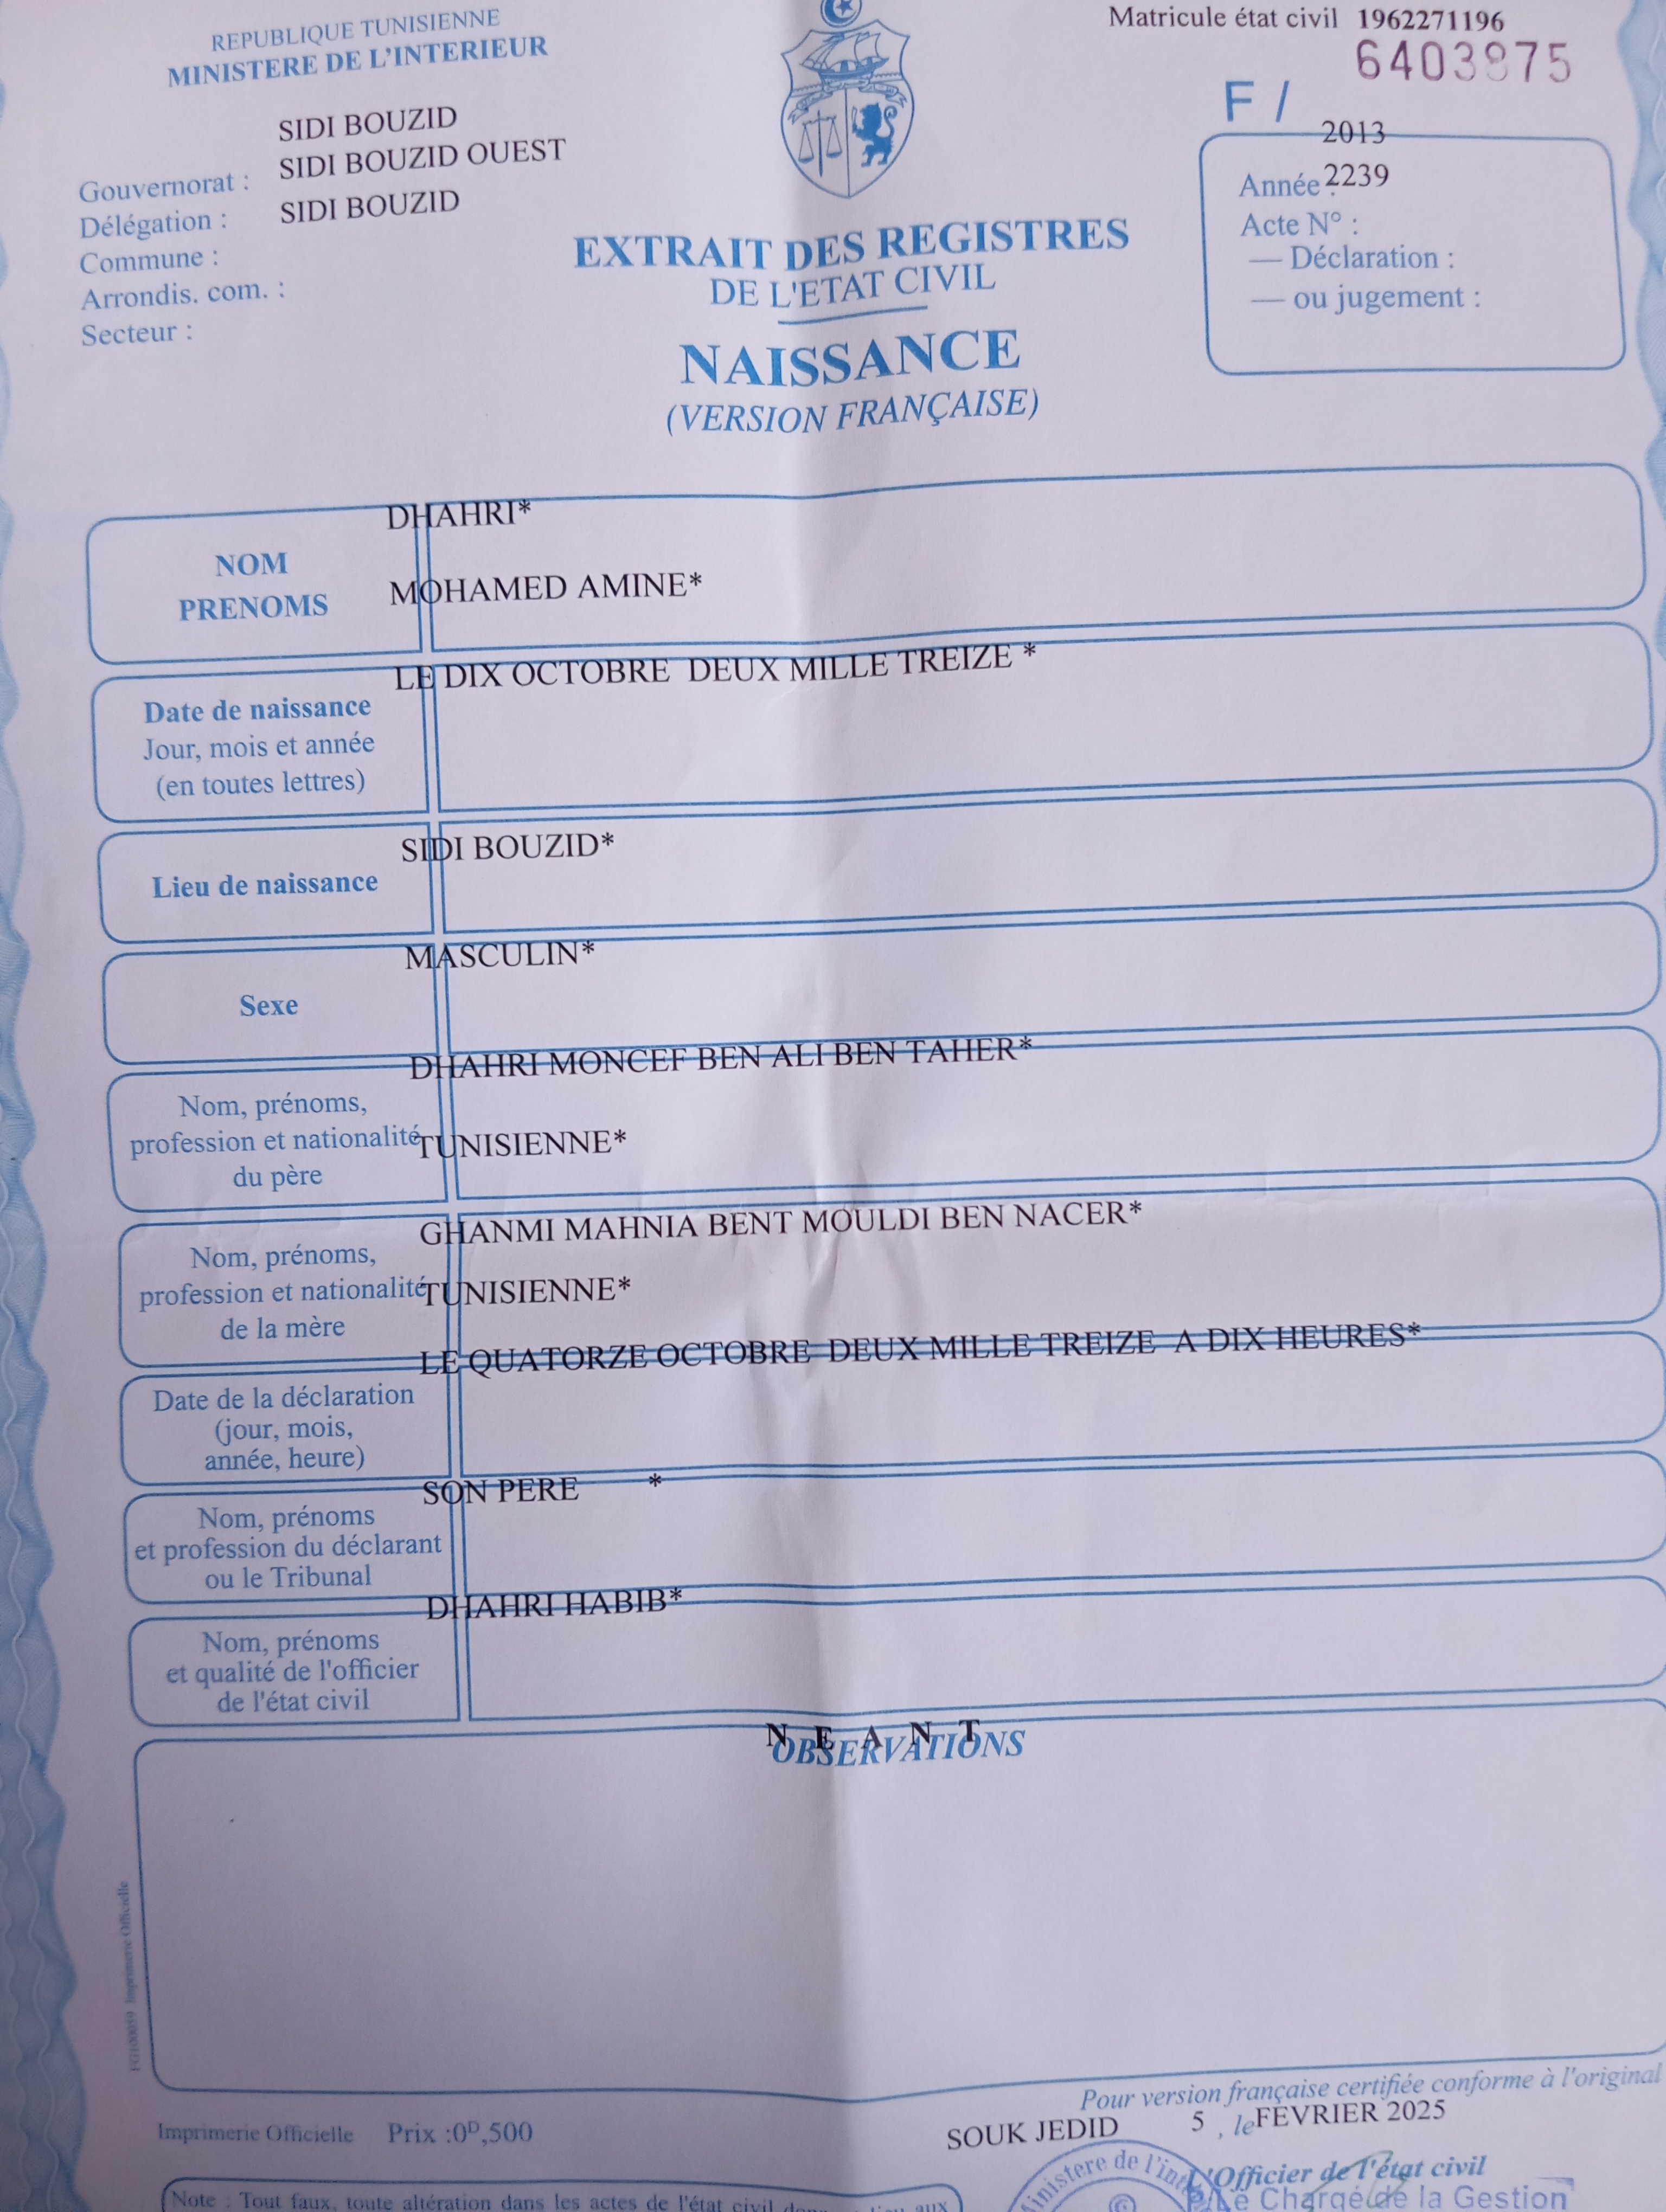 REPUBLIQUE TUNISIENNE
MINISTERE DE L'INTERIEUR
Matricule état civil 1962271196
6403975
F /
SIDI BOUZID
SIDI BOUZID OUEST
SIDI BOUZID
Gouvernorat :
Délégation :
Commune :
Arrondis. com. :
Secteur :
2013
Année : 2239
Acte N° :
— Déclaration :
— ou jugement :
EXTRAIT DES REGISTRES
DE L'ETAT CIVIL
NAISSANCE
(VERSION FRANÇAISE)
NOM
PRENOMS
DHAHRI*
MOHAMED AMINE*
Date de naissance
Jour, mois et année
(en toutes lettres)
LE DIX OCTOBRE DEUX MILLE TREIZE *
Lieu de naissance
SIDI BOUZID*
Sexe
MASCULIN*
Nom, prénoms,
profession et nationalité
du père
DHAHRI MONCEF BEN ALI BEN TAHER*
TUNISIENNE*
Nom, prénoms,
profession et nationalité
de la mère
GHANMI MAHNIA BENT MOULDI BEN NACER*
TUNISIENNE*
Date de la déclaration
(jour, mois,
année, heure)
LE QUATORZE OCTOBRE DEUX MILLE TREIZE A DIX HEURES*
Nom, prénoms
et profession du déclarant
ou le Tribunal
SON PERE *
Nom, prénoms
et qualité de l'officier
de l'état civil
DHAHRI HABIB*
N E A N T
OBSERVATIONS
Imprimerie Officielle
Pour version française certifiée conforme à l'original
Imprimerie Officielle Prix :0ᴰ,500
SOUK JEDID 5 , le FEVRIER 2025
L'Officier de l'état civil
Le Chargé de la Gestion
Ministere de l'int
Note : Tout faux, toute altération dans les actes de l'état civil